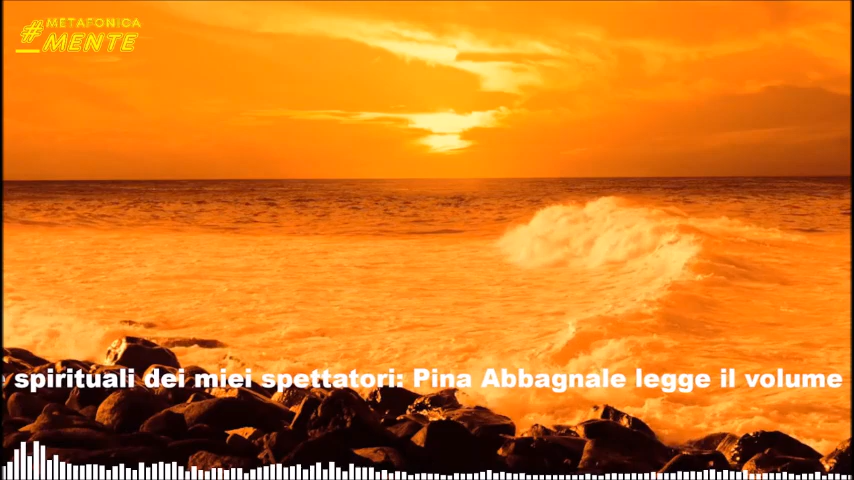 #METAFONICA
MENTE
spirituali dei miei spettatori: Pina Abbagnale legge il volume